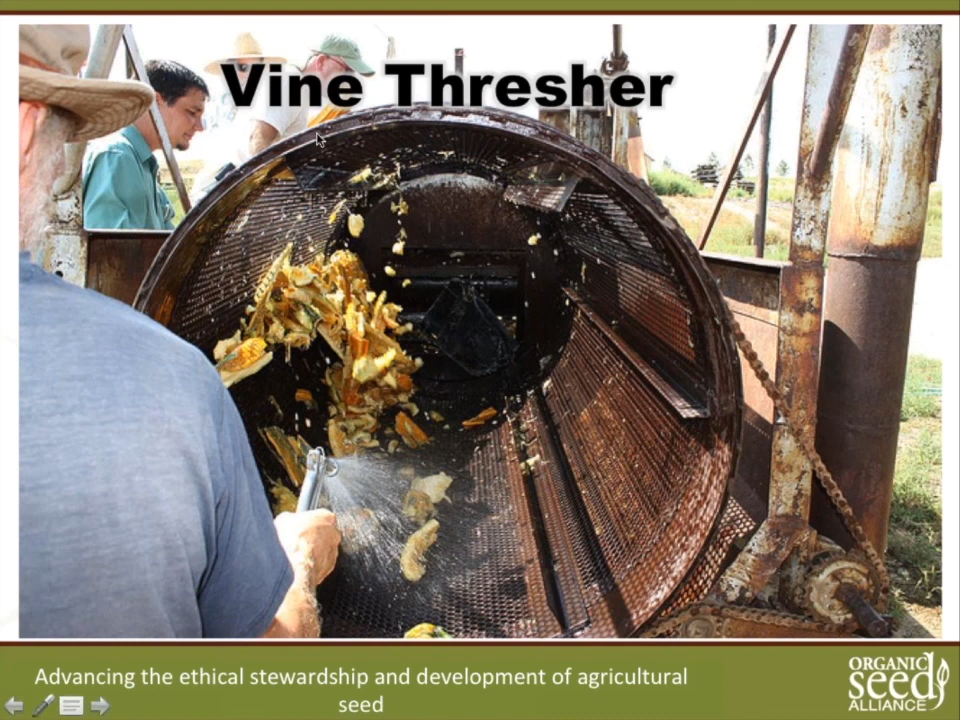 Vine Thresher
Advancing the ethical stewardship and development of agricultural
seed
ORGANIC
seed
ALLIANCE